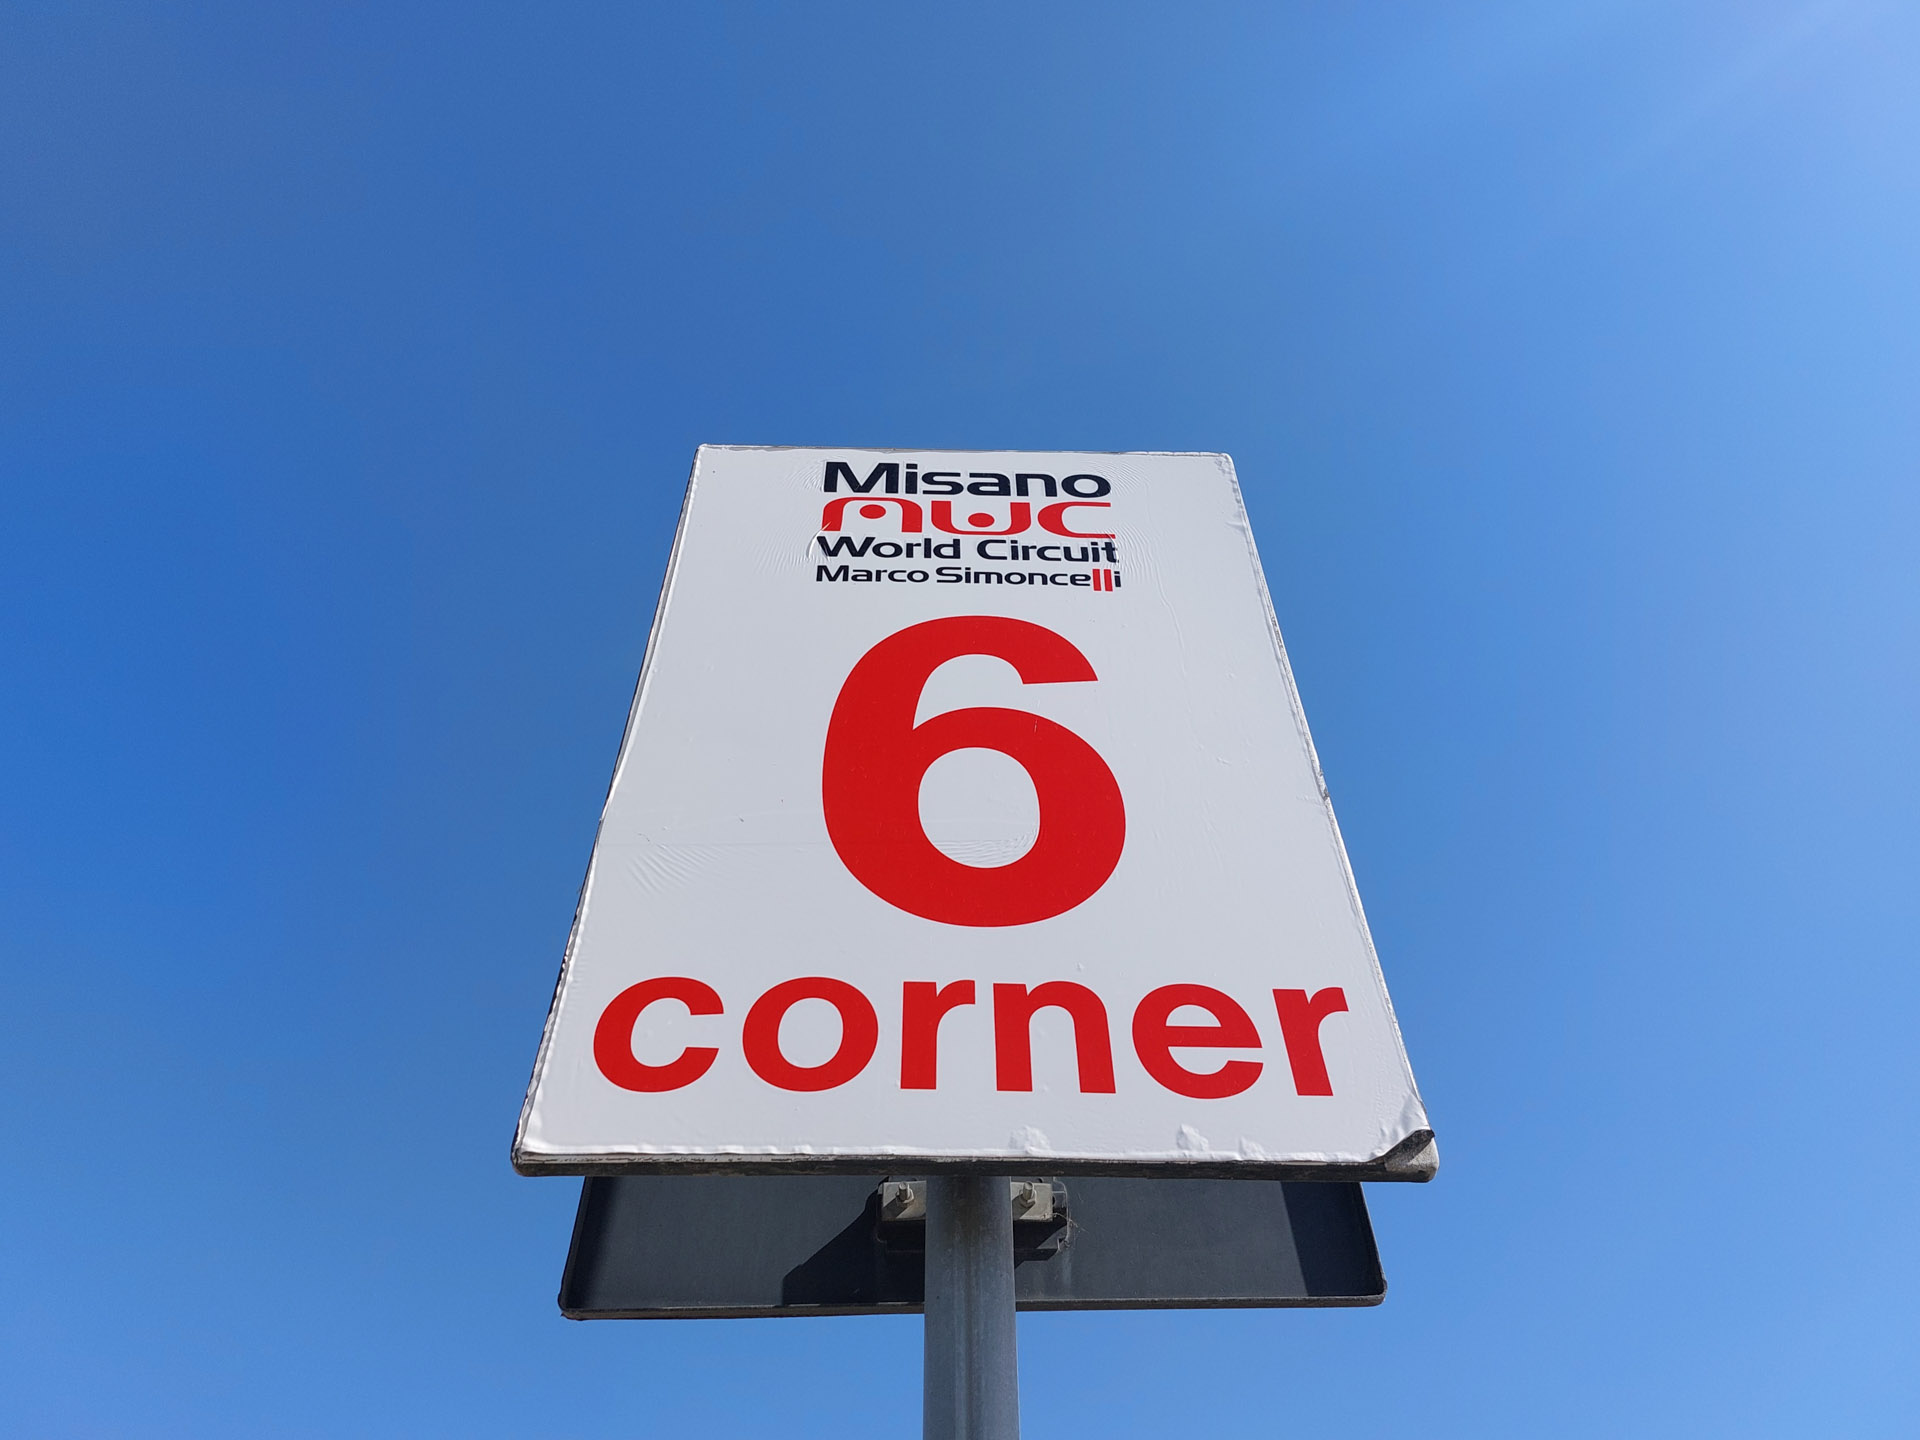 Misano
MWC
World Circuit
Marco Simoncelli
6
corner